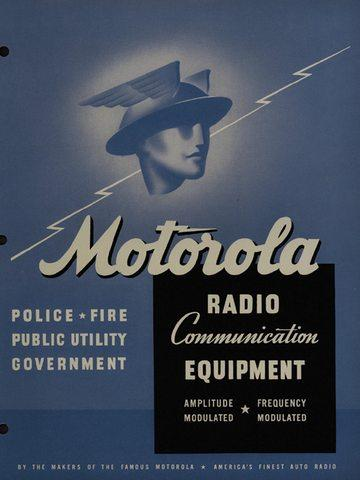 Motorola
POLICE ★ FIRE
PUBLIC UTILITY
GOVERNMENT
RADIO
Communication
EQUIPMENT
AMPLITUDE MODULATED ★ FREQUENCY MODULATED
BY THE MAKERS OF THE FAMOUS MOTOROLA ★ AMERICA'S FINEST AUTO RADIO